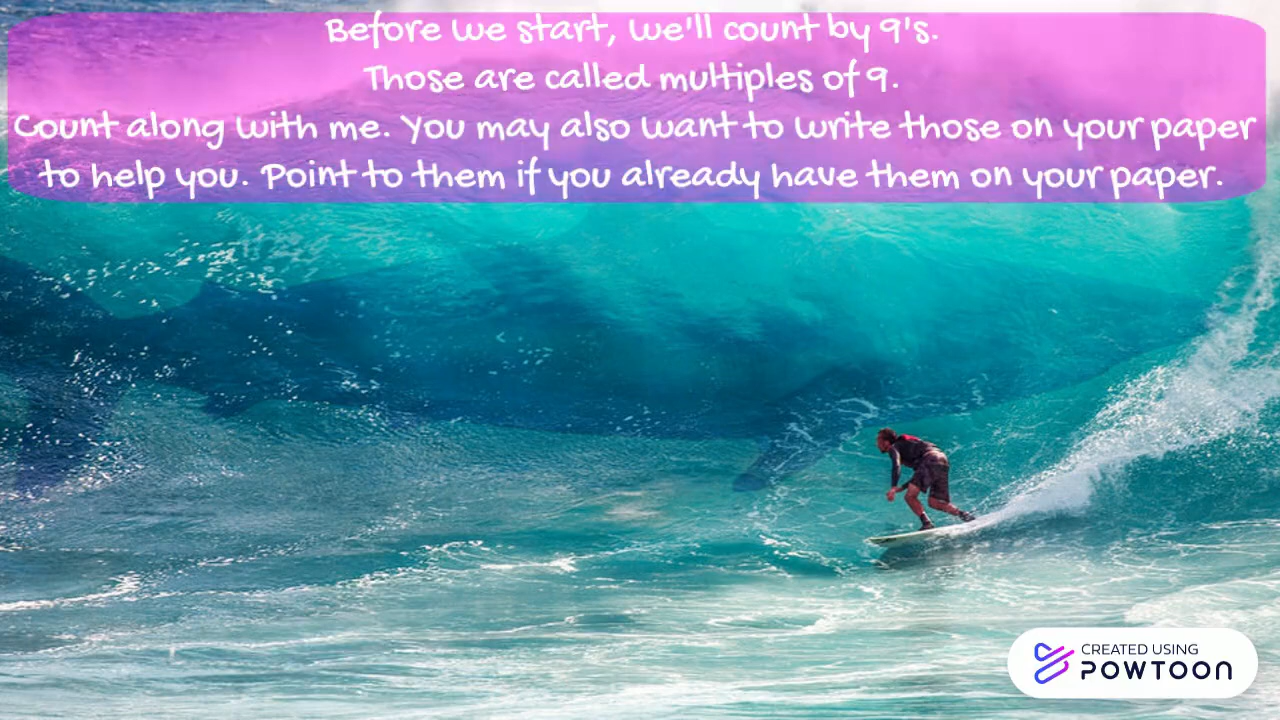 Before we start, we'll count by 9's.
Those are called multiples of 9.
Count along with me. You may also want to write those on your paper
to help you. Point to them if you already have them on your paper.
CREATED USING
POWTOON